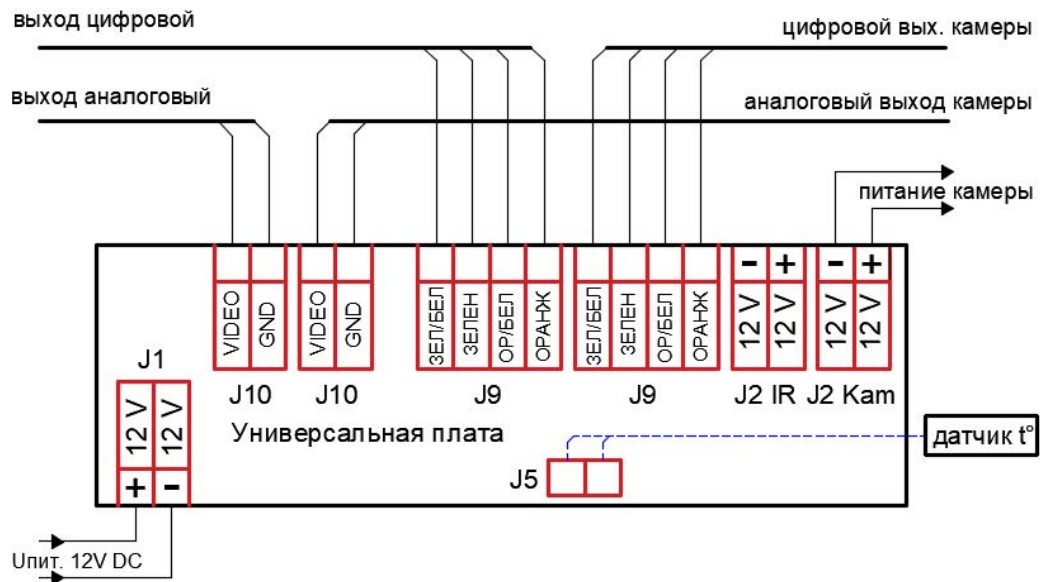 выход цифровой
цифровой вых. камеры
выход аналоговый
аналоговый выход камеры
питание камеры
- + - +
VIDEO GND VIDEO GND ЗЕЛ/БЕЛ ЗЕЛЕН ОР/БЕЛ ОРАНЖ ЗЕЛ/БЕЛ ЗЕЛЕН ОР/БЕЛ ОРАНЖ 12 V 12 V 12 V 12 V
J1
J10 J10 J9 J9 J2 IR J2 Kam
12 V 12 V
Универсальная плата
датчик t°
J5
+ -
Uпит. 12V DC